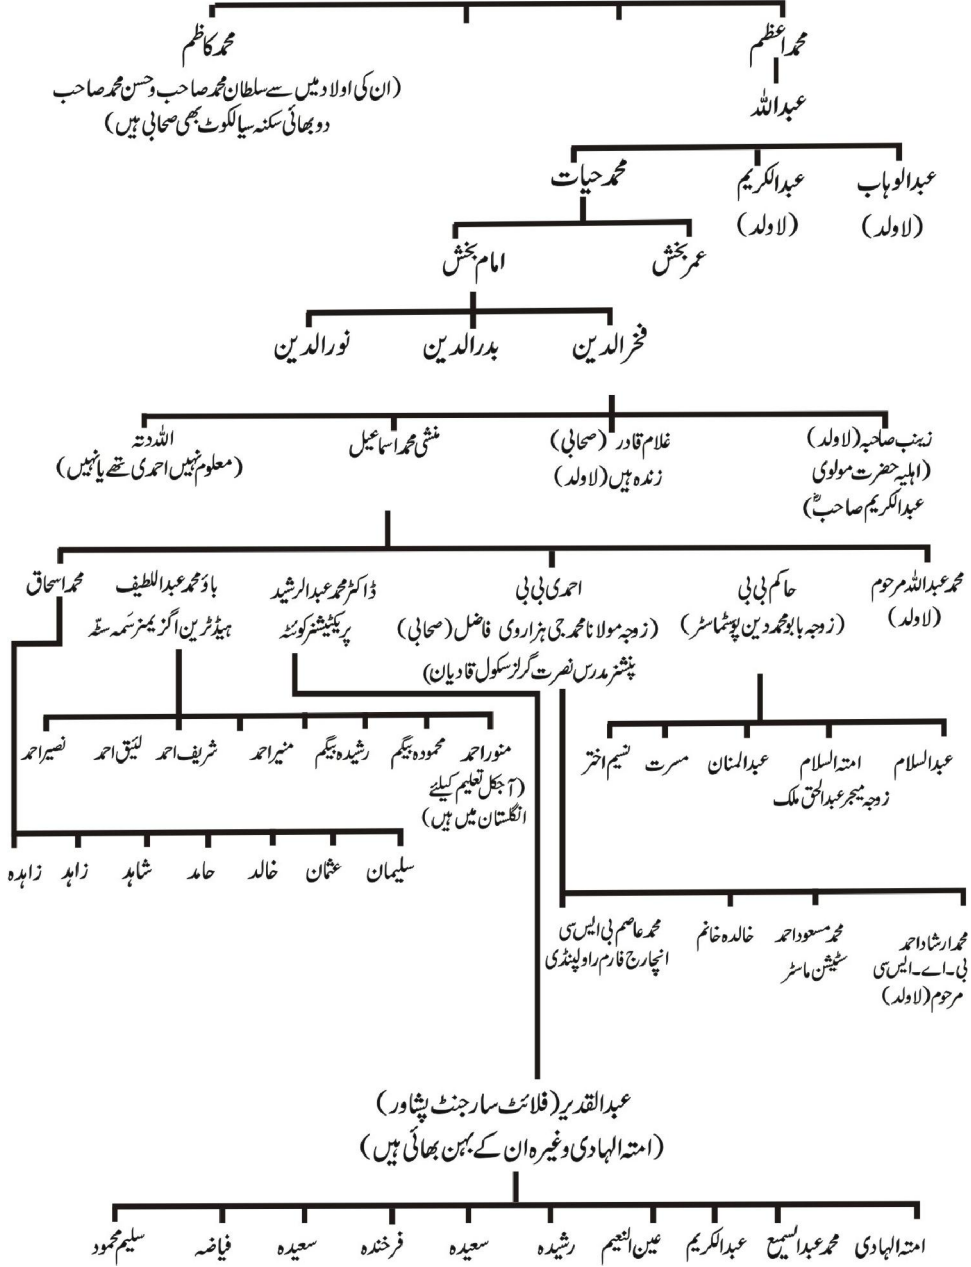 محمد اعظم
محمد کاظم
(ان کی اولاد میں سے سلطان محمد صاحب و حسن محمد صاحب
دو بھائی سکنہ سیالکوٹ بھی صحابی ہیں)
عبداللہ
عبدالوہاب
(لاولد)
عبدالکریم
(لاولد)
محمد حیات
عمر بخش
امام بخش
فخر الدین
بدر الدین
نور الدین
زینب صاحبہ (لاولد)
(اہلیہ حضرت مولوی
عبدالکریم صاحبؓ)
غلام قادر (صحابی)
زندہ ہیں (لاولد)
منشی محمد اسماعیل
اللہ دتہ
(معلوم نہیں احمدی تھے یا نہیں)
محمد عبداللہ مرحوم
(لاولد)
حاکم بی بی
(زوجہ بابو محمد دین پوسٹماسٹر)
احمدی بی بی
(زوجہ مولانا محمد جی ہزاروی فاضل (صحابی)
پنشنر مدرس نصرت گرلز سکول قادیان)
ڈاکٹر محمد عبدالرشید
پریکٹیشنر کوئٹہ
باؤ محمد عبداللطیف
ہیڈ ٹرین اگزیمنر سَمہ سٹہ
محمد اسحاق
عبدالسلام
امتہ السلام
زوجہ میجر عبدالحق ملک
عبدالمنان
مسرت
نسیم اختر
منور احمد
(آجکل تعلیم کیلئے
انگلستان میں ہیں)
محمودہ بیگم
رشیدہ بیگم
منیر احمد
شریف احمد
لئیق احمد
نصیر احمد
سلیمان
عثمان
خالد
حامد
شاہد
زاہد
زاہدہ
محمد ارشاد احمد
بی۔اے۔ایس سی
مرحوم (لاولد)
محمد مسعود احمد
سٹیشن ماسٹر
خالدہ خانم
محمد عاصم بی ایس سی
انچارج فارم راولپنڈی
عبدالقدیر (فلائٹ سارجنٹ پشاور)
(امتہ الہادی وغیرہ ان کے بہن بھائی ہیں)
امتہ الہادی
محمد عبدالسمیع
عبدالکریم
عین النعیم
رشیدہ
سعیدہ
فرخندہ
سعیدہ
فیاضہ
سلیم محمود